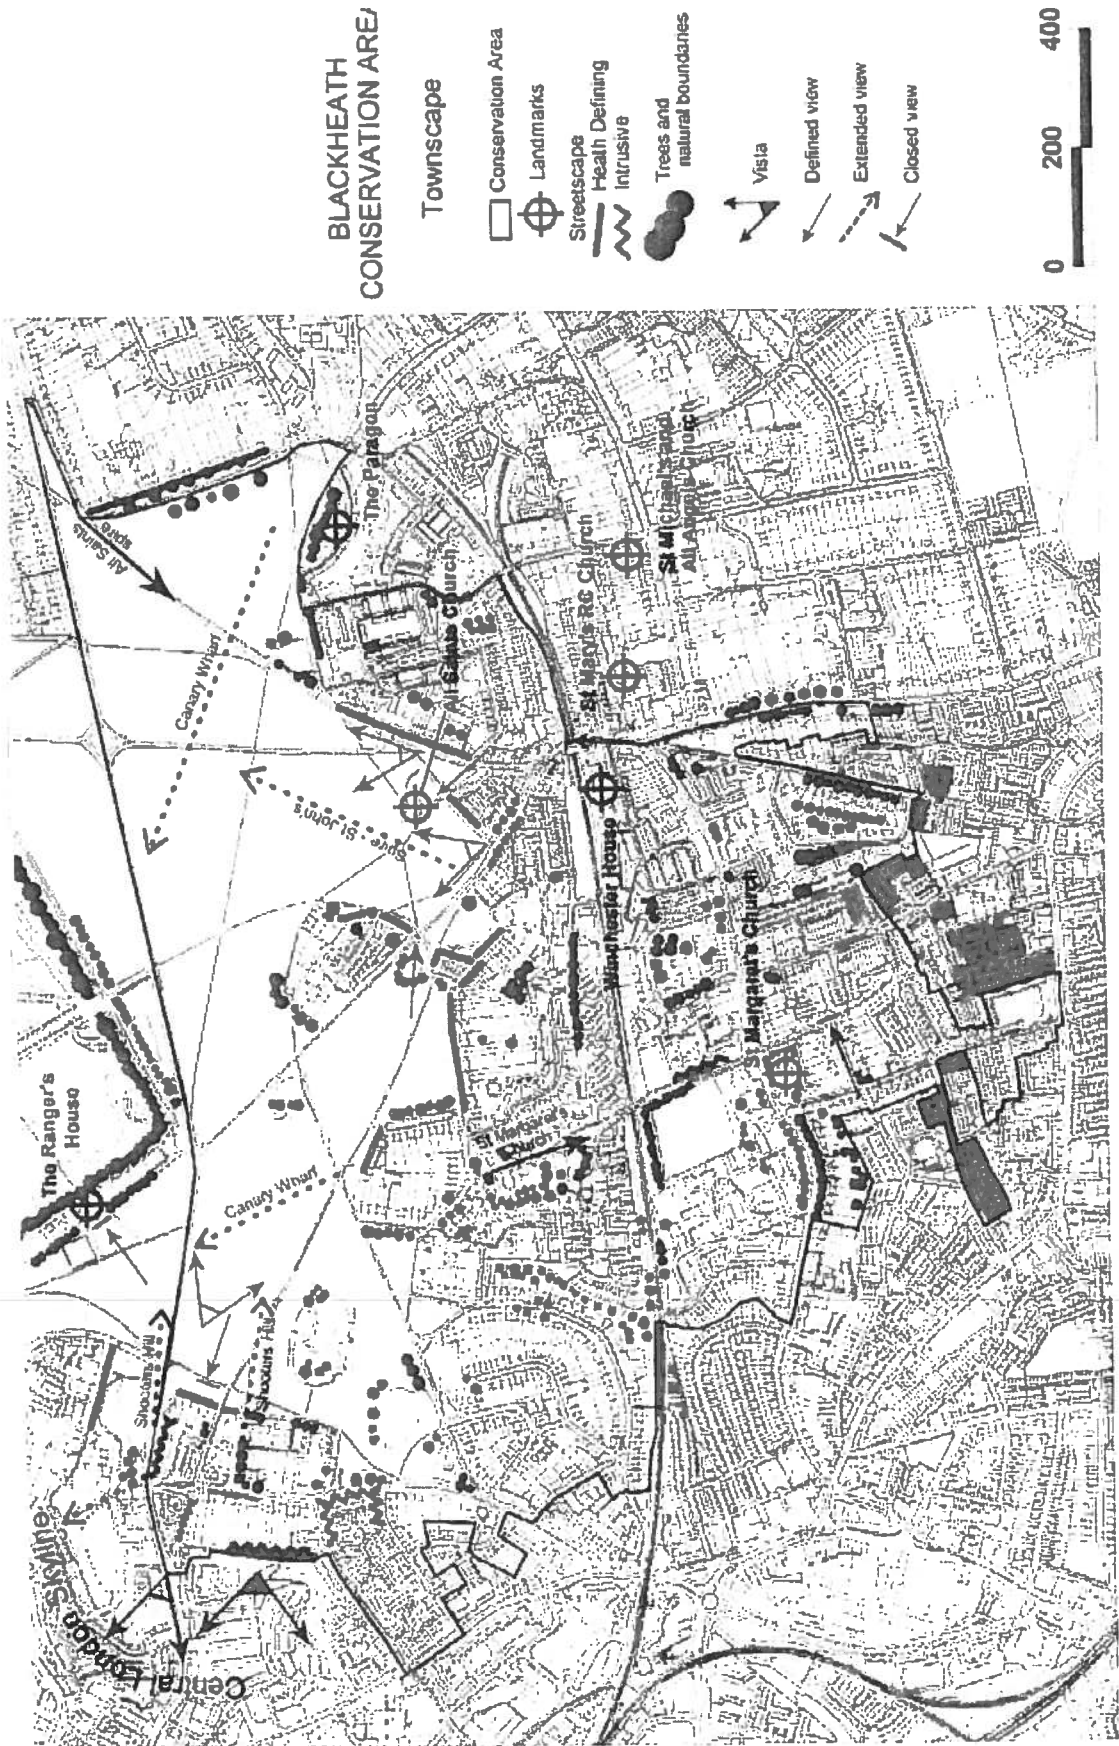 BLACKHEATH
CONSERVATION AREA
Townscape
Conservation Area
Landmarks
Streetscape
Heath Defining
Intrusive
Trees and
natural boundaries
Vista
Defined view
Extended view
Closed view
0 200 400
The Ranger's
House
All Saints
spire
Canary Wharf
Spire St John's
The Paragon
All Saints Church
St Mary's RC Church
St Michaels and
All Angels Church
Winchester House
St Margaret's Church
St Margaret's
Church
Canary Wharf
Shooters Hill
Shooters Hill
Central London Skyline